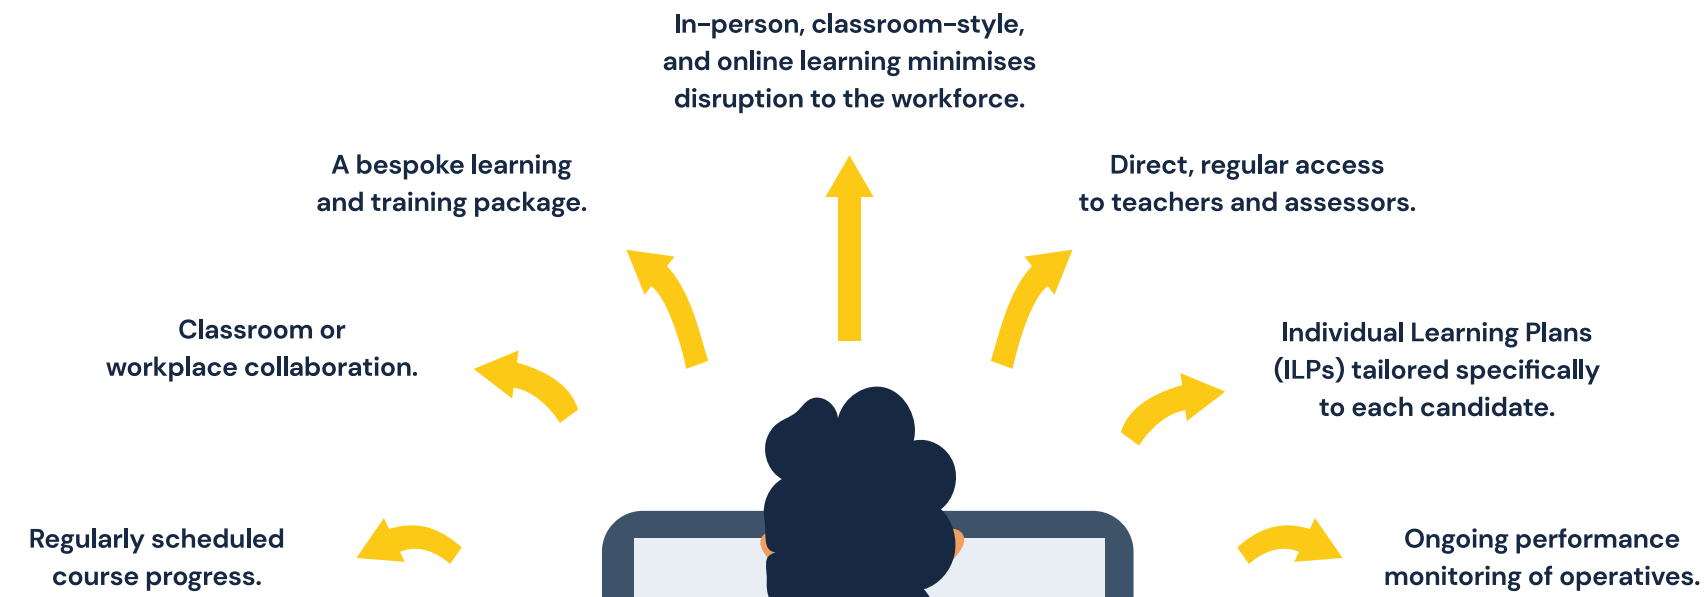 In-person, classroom-style,
and online learning minimises
disruption to the workforce.
A bespoke learning
and training package.
Direct, regular access
to teachers and assessors.
Classroom or
workplace collaboration.
Individual Learning Plans
(ILPs) tailored specifically
to each candidate.
Regularly scheduled
course progress.
Ongoing performance
monitoring of operatives.